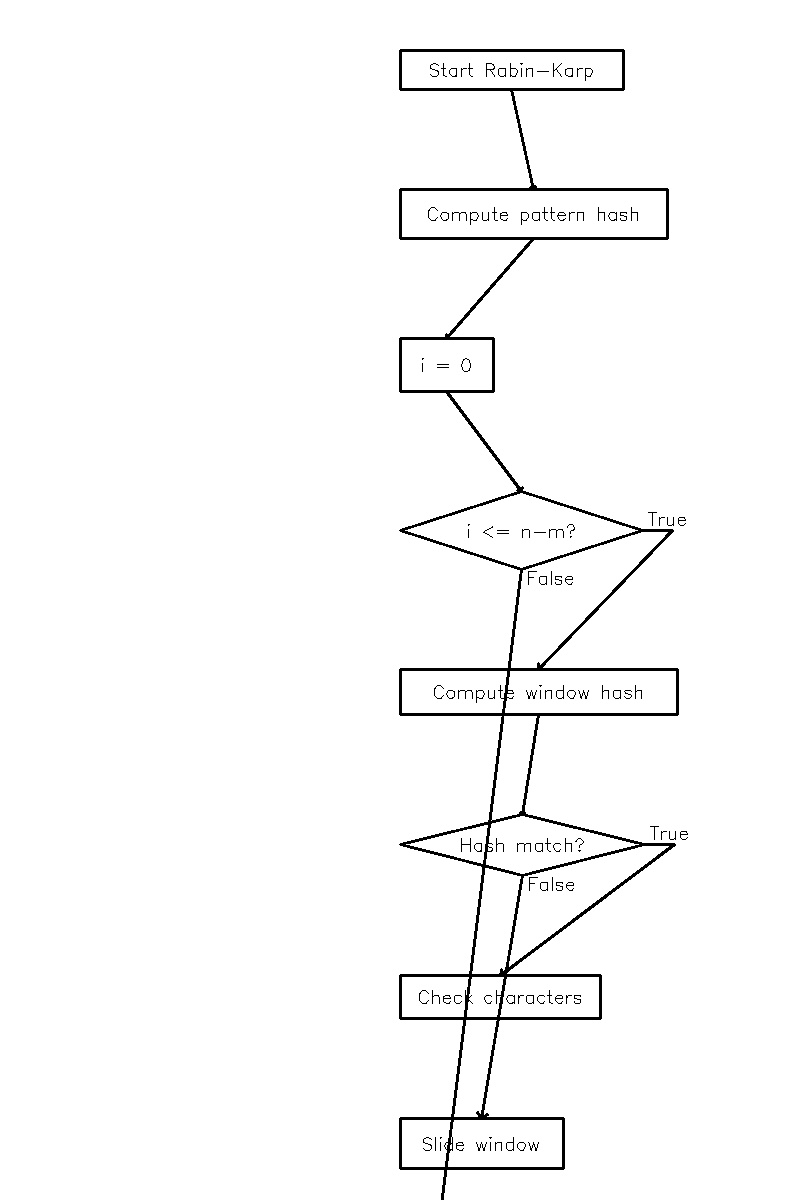 Start Rabin-Karp
Compute pattern hash
i = 0
i <= n-m?
True
False
Compute window hash
Hash match?
True
False
Check characters
Slide window